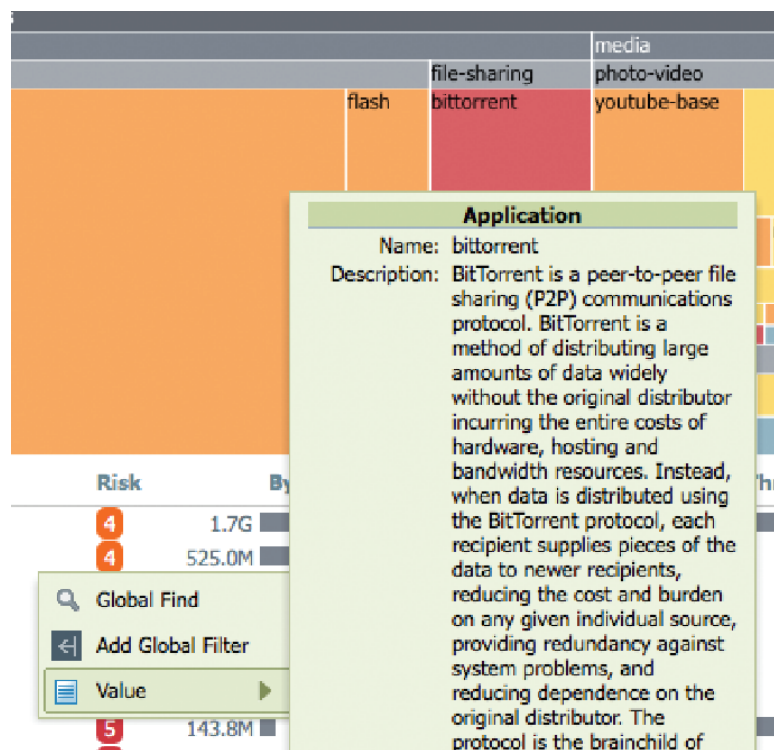 media
file-sharing photo-video
flash bittorrent youtube-base
Application
Name: bittorrent
Description: BitTorrent is a peer-to-peer file
sharing (P2P) communications
protocol. BitTorrent is a
method of distributing large
amounts of data widely
without the original distributor
incurring the entire costs of
hardware, hosting and
bandwidth resources. Instead,
when data is distributed using
the BitTorrent protocol, each
recipient supplies pieces of the
data to newer recipients,
reducing the cost and burden
on any given individual source,
providing redundancy against
system problems, and
reducing dependence on the
original distributor. The
protocol is the brainchild of
Risk
4 1.7G
4 525.0M
Global Find
Add Global Filter
Value
5 143.8M